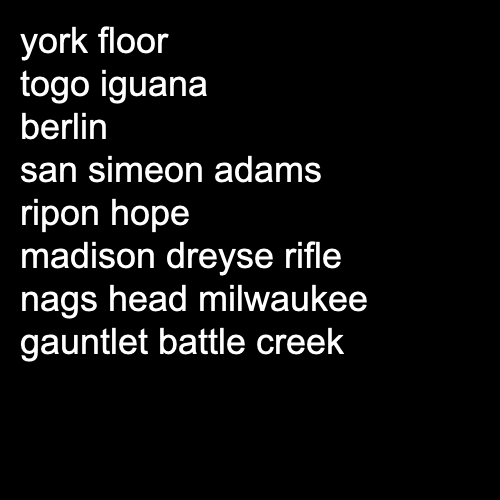 york floor
togo iguana
berlin
san simeon adams
ripon hope
madison dreyse rifle
nags head milwaukee
gauntlet battle creek